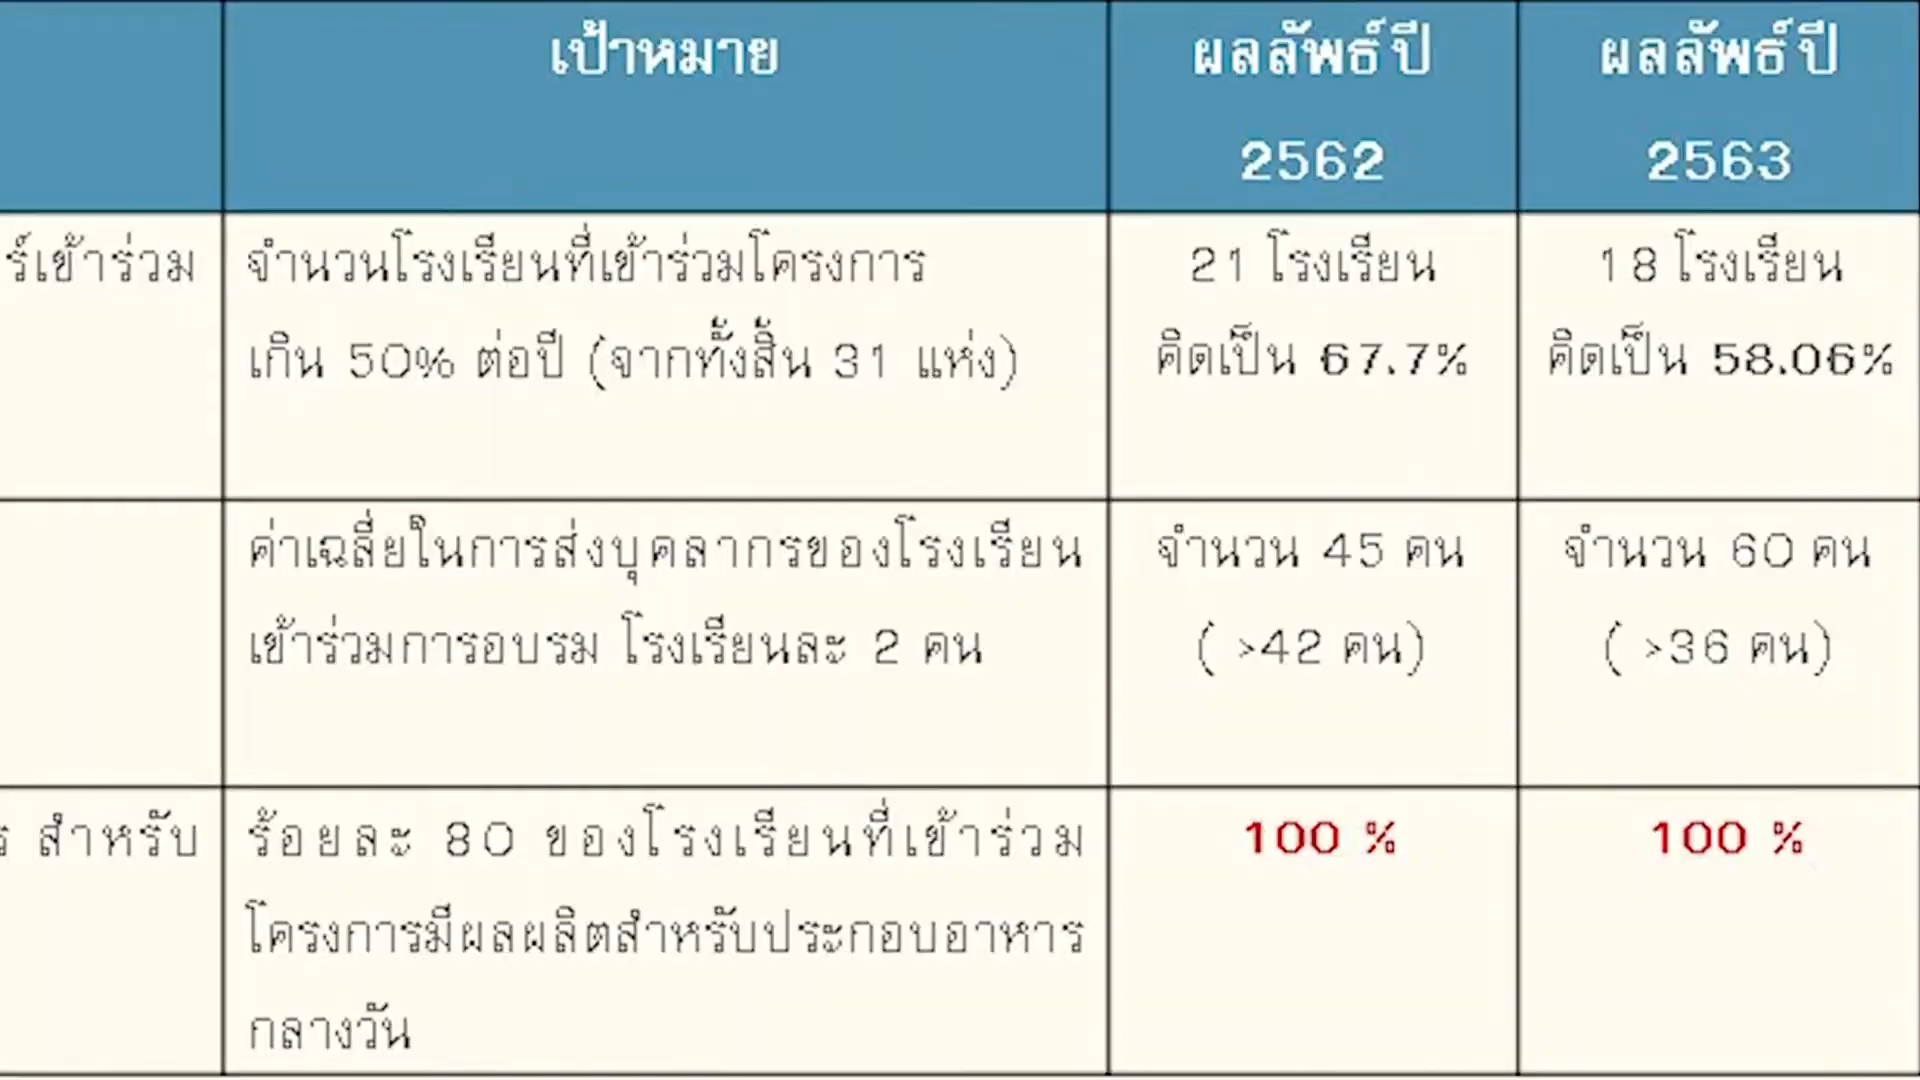 เป้าหมาย
ผลลัพธ์ปี
2562
ผลลัพธ์ปี
2563
ร์เข้าร่วม
จำนวนโรงเรียนที่เข้าร่วมโครงการ
เกิน 50% ต่อปี (จากทั้งสิ้น 31 แห่ง)
21 โรงเรียน
คิดเป็น 67.7%
18 โรงเรียน
คิดเป็น 58.06%
ค่าเฉลี่ยในการส่งบุคลากรของโรงเรียน
เข้าร่วมการอบรม โรงเรียนละ 2 คน
จำนวน 45 คน
( >42 คน)
จำนวน 60 คน
( >36 คน)
ร สำหรับ
ร้อยละ 80 ของโรงเรียนที่เข้าร่วม
โครงการมีผลผลิตสำหรับประกอบอาหาร
กลางวัน
100 %
100 %